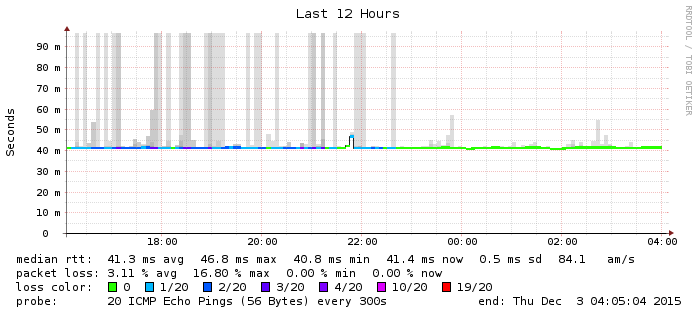 Last 12 Hours
RRDTOOL / TOBI OETIKER
Seconds
90 m
80 m
70 m
60 m
50 m
40 m
30 m
20 m
10 m
0
18:00 20:00 22:00 00:00 02:00 04:00
median rtt: 41.3 ms avg 46.8 ms max 40.8 ms min 41.4 ms now 0.5 ms sd 84.1 am/s
packet loss: 3.11 % avg 16.80 % max 0.00 % min 0.00 % now
loss color: 0 1/20 2/20 3/20 4/20 10/20 19/20
probe: 20 ICMP Echo Pings (56 Bytes) every 300s end: Thu Dec 3 04:05:04 2015